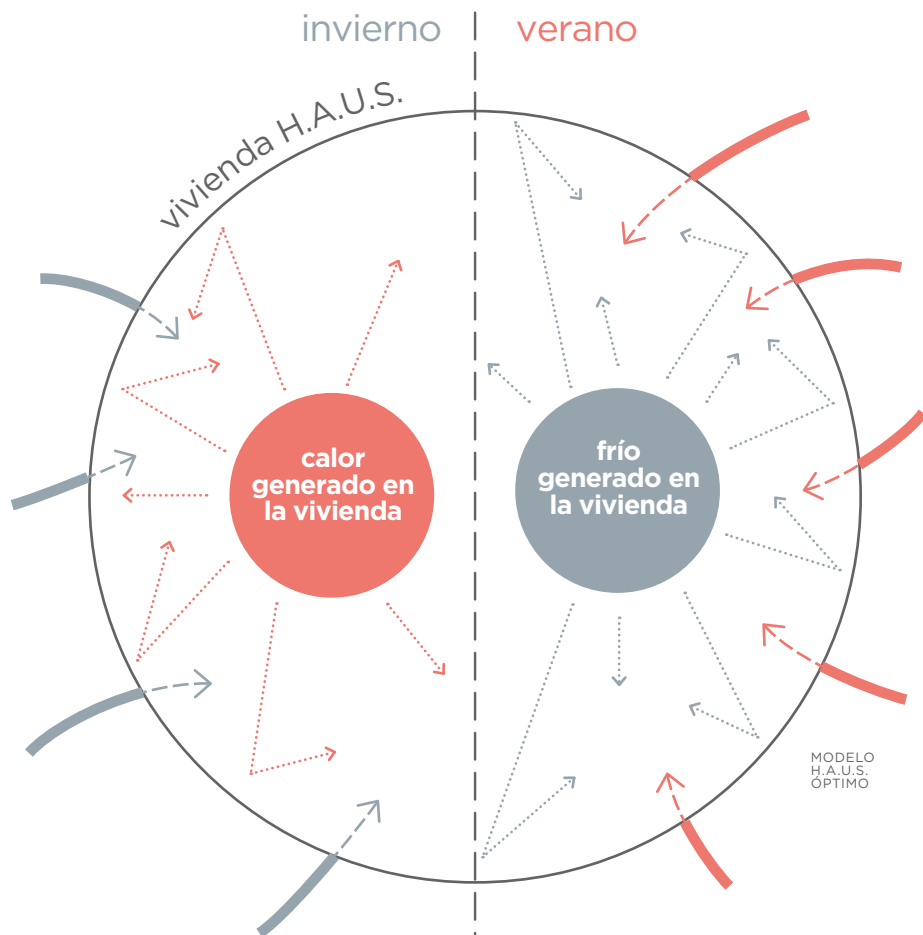 invierno
verano
vivienda H.A.U.S.
calor
generado en
la vivienda
frío
generado en
la vivienda
MODELO
H.A.U.S.
ÓPTIMO